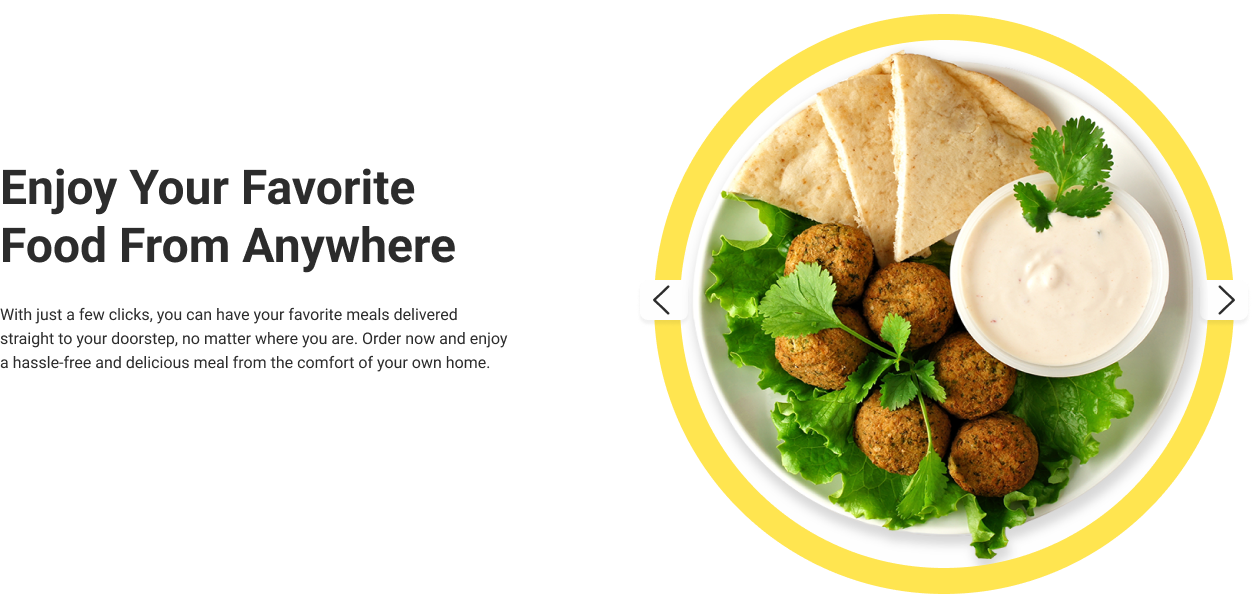 Enjoy Your Favorite
Food From Anywhere
With just a few clicks, you can have your favorite meals delivered
straight to your doorstep, no matter where you are. Order now and enjoy
a hassle-free and delicious meal from the comfort of your own home.